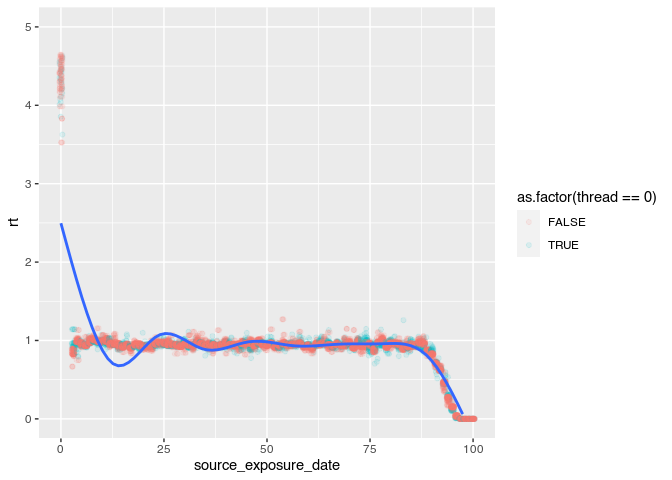 5
4
3
2
1
0
rt
0
25
50
75
100
source_exposure_date
as.factor(thread == 0)
FALSE
TRUE